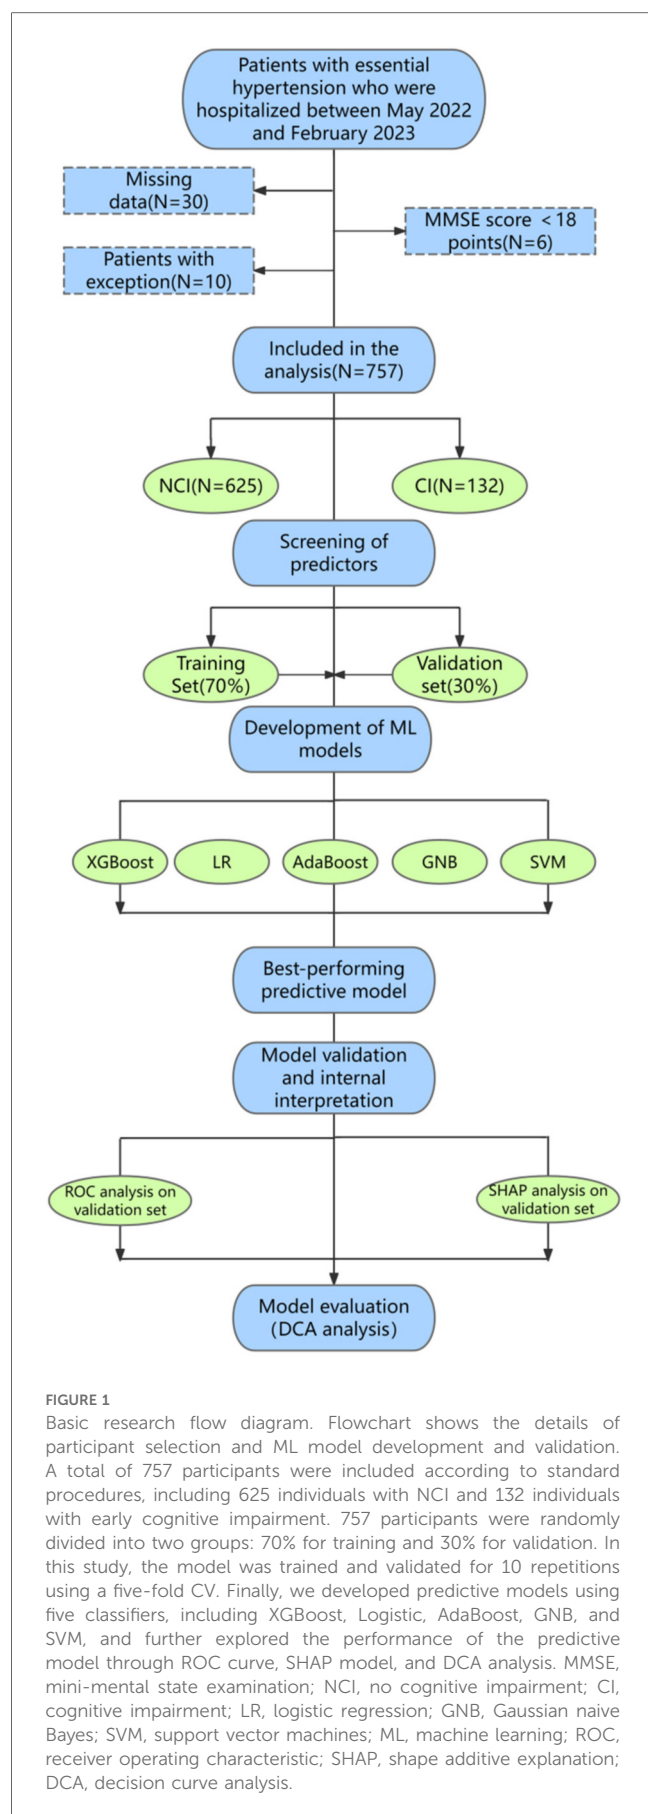 Patients with essential
hypertension who were
hospitalized between May 2022
and February 2023
Missing
data(N=30)
MMSE score <18
points(N=6)
Patients with
exception(N=10)
Included in the
analysis(N=757)
NCI(N=625)
CI(N=132)
Screening of
predictors
Training
Set(70%)
Validation
set(30%)
Development of ML
models
XGBoost
LR
AdaBoost
GNB
SVM
Best-performing
predictive model
Model validation
and internal
interpretation
ROC analysis on
validation set
SHAP analysis on
validation set
Model evaluation
(DCA analysis)
FIGURE 1
Basic research flow diagram. Flowchart shows the details of
participant selection and ML model development and validation.
A total of 757 participants were included according to standard
procedures, including 625 individuals with NCI and 132 individuals
with early cognitive impairment. 757 participants were randomly
divided into two groups: 70% for training and 30% for validation. In
this study, the model was trained and validated for 10 repetitions
using a five-fold CV. Finally, we developed predictive models using
five classifiers, including XGBoost, Logistic, AdaBoost, GNB, and
SVM, and further explored the performance of the predictive
model through ROC curve, SHAP model, and DCA analysis. MMSE,
mini-mental state examination; NCI, no cognitive impairment; CI,
cognitive impairment; LR, logistic regression; GNB, Gaussian naive
Bayes; SVM, support vector machines; ML, machine learning; ROC,
receiver operating characteristic; SHAP, shape additive explanation;
DCA, decision curve analysis.